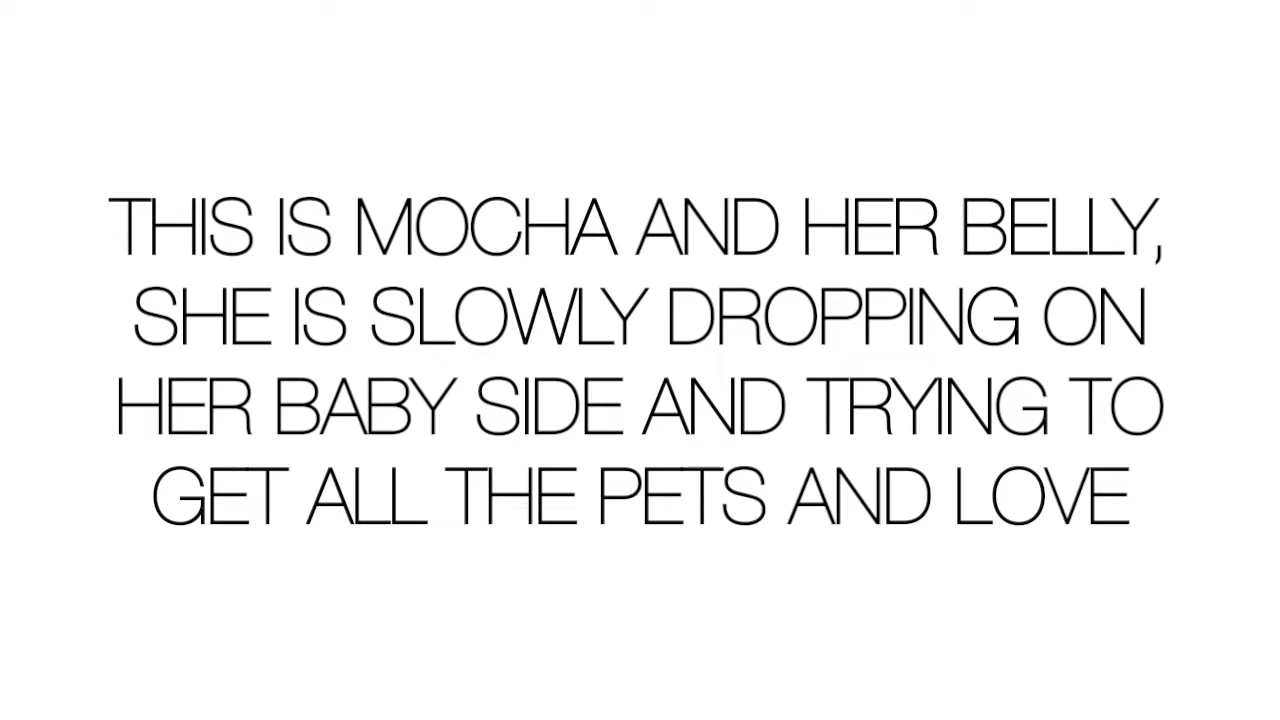 THIS IS MOCHA AND HER BELLY,
SHE IS SLOWLY DROPPING ON
HER BABY SIDE AND TRYING TO
GET ALL THE PETS AND LOVE